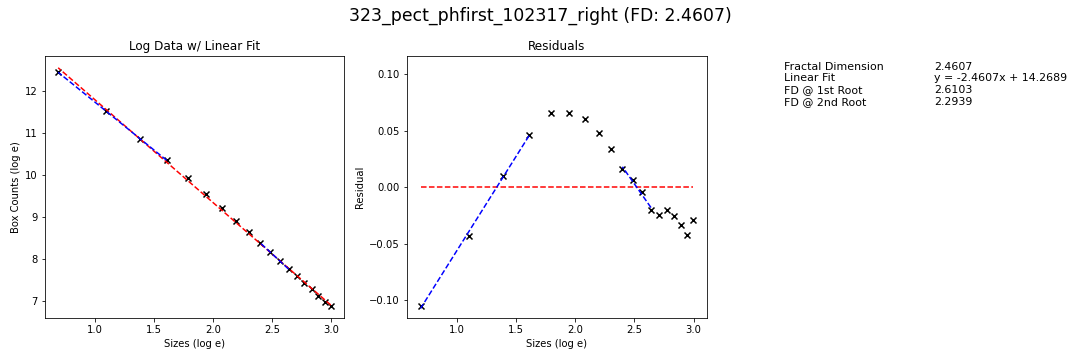 323_pect_phfirst_102317_right (FD: 2.4607)
Log Data w/ Linear Fit
Box Counts (log e)
12
11
10
9
8
7
1.0 1.5 2.0 2.5 3.0
Sizes (log e)
Residuals
Residual
0.10
0.05
0.00
−0.05
−0.10
1.0 1.5 2.0 2.5 3.0
Sizes (log e)
Fractal Dimension 2.4607
Linear Fit y = -2.4607x + 14.2689
FD @ 1st Root 2.6103
FD @ 2nd Root 2.2939